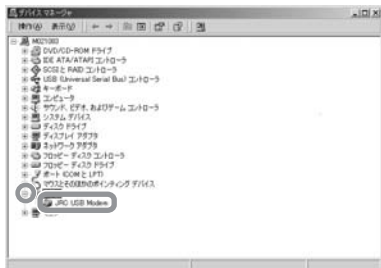 デバイス マネージャ
操作(A) 表示(V)
M021003
DVD/CD-ROM ドライブ
IDE ATA/ATAPI コントローラ
SCSI と RAID コントローラ
USB (Universal Serial Bus) コントローラ
キーボード
コンピュータ
サウンド、ビデオ、およびゲーム コントローラ
システム デバイス
ディスク ドライブ
ディスプレイ アダプタ
ネットワーク アダプタ
フロッピー ディスク コントローラ
フロッピー ディスク ドライブ
ポート (COM と LPT)
マウスとそのほかのポインティング デバイス
JRC USB Modem